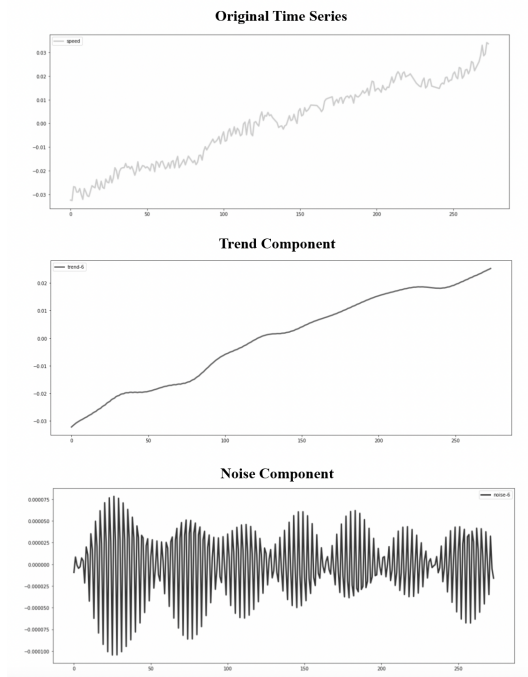 Original Time Series
speed
0.03
0.02
0.01
0.00
−0.01
−0.02
−0.03
0 50 100 150 200 250
Trend Component
trend-6
0.02
0.01
0.00
−0.01
−0.02
−0.03
0 50 100 150 200 250
Noise Component
noise-6
0.000075
0.000050
0.000025
0.000000
−0.000025
−0.000050
−0.000075
−0.000100
0 50 100 150 200 250